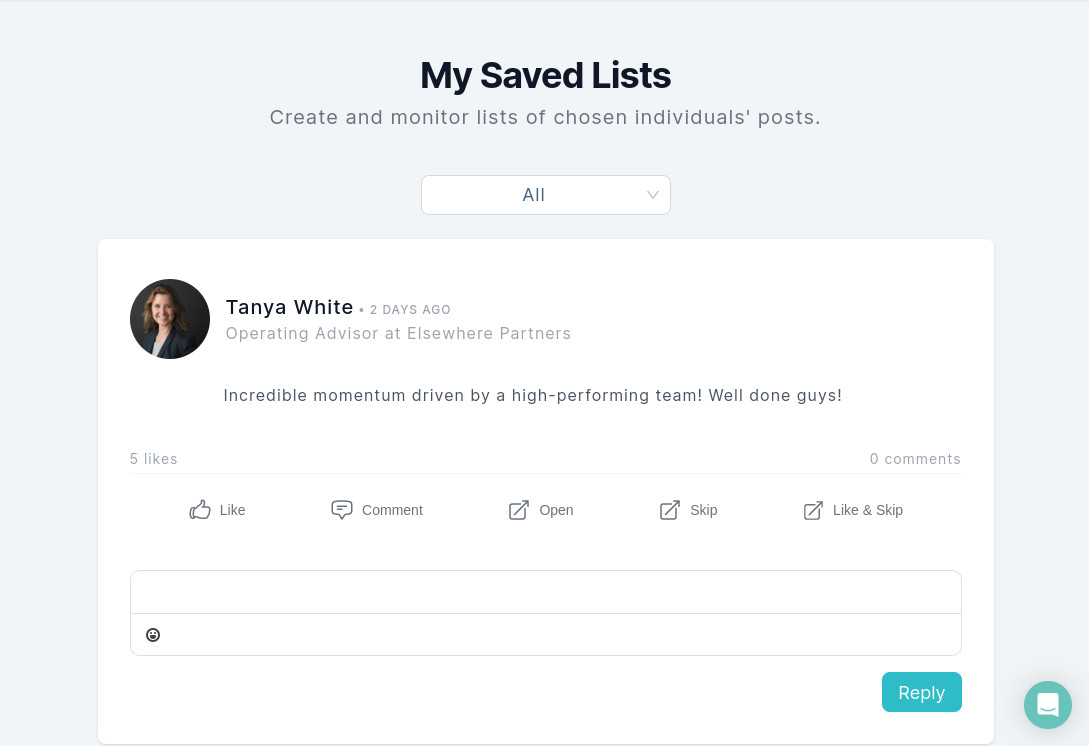 My Saved Lists
Create and monitor lists of chosen individuals' posts.
All
Tanya White • 2 DAYS AGO
Operating Advisor at Elsewhere Partners
Incredible momentum driven by a high-performing team! Well done guys!
5 likes 0 comments
Like Comment Open Skip Like & Skip
Reply